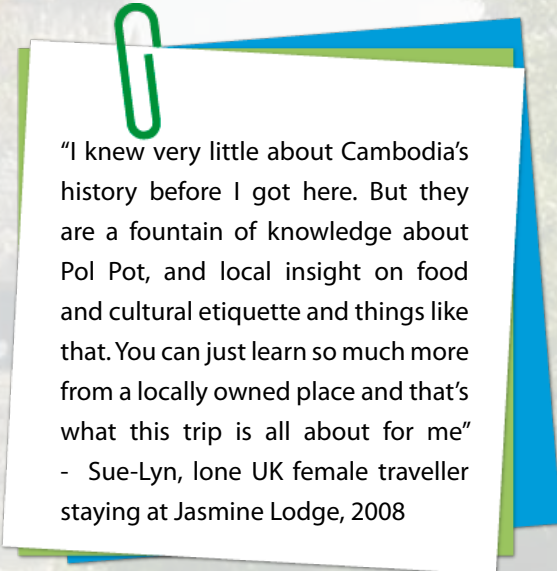 “I knew very little about Cambodia’s
history before I got here. But they
are a fountain of knowledge about
Pol Pot, and local insight on food
and cultural etiquette and things like
that. You can just learn so much more
from a locally owned place and that’s
what this trip is all about for me”
- Sue-Lyn, lone UK female traveller
staying at Jasmine Lodge, 2008